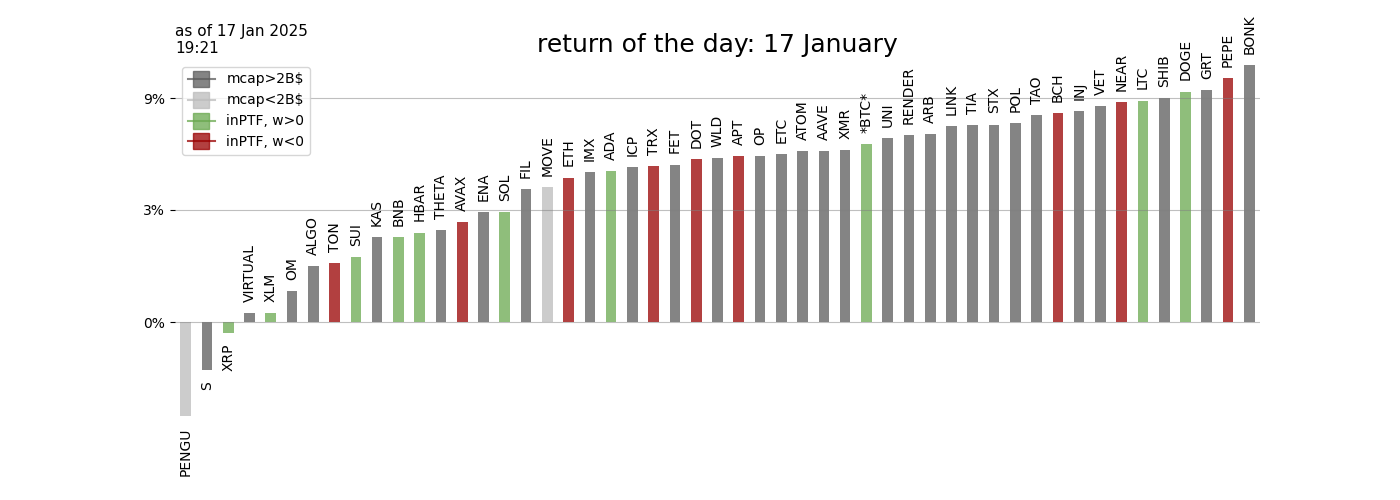 as of 17 Jan 2025
19:21
return of the day: 17 January
mcap>2B$
mcap<2B$
inPTF, w>0
inPTF, w<0
9%
3%
0%
PENGU
S
XRP
VIRTUAL
XLM
OM
ALGO
TON
SUI
KAS
BNB
HBAR
THETA
AVAX
ENA
SOL
FIL
MOVE
ETH
IMX
ADA
ICP
TRX
FET
DOT
WLD
APT
OP
ETC
ATOM
AAVE
XMR
*BTC*
UNI
RENDER
ARB
LINK
TIA
STX
POL
TAO
BCH
INJ
VET
NEAR
LTC
SHIB
DOGE
GRT
PEPE
BONK